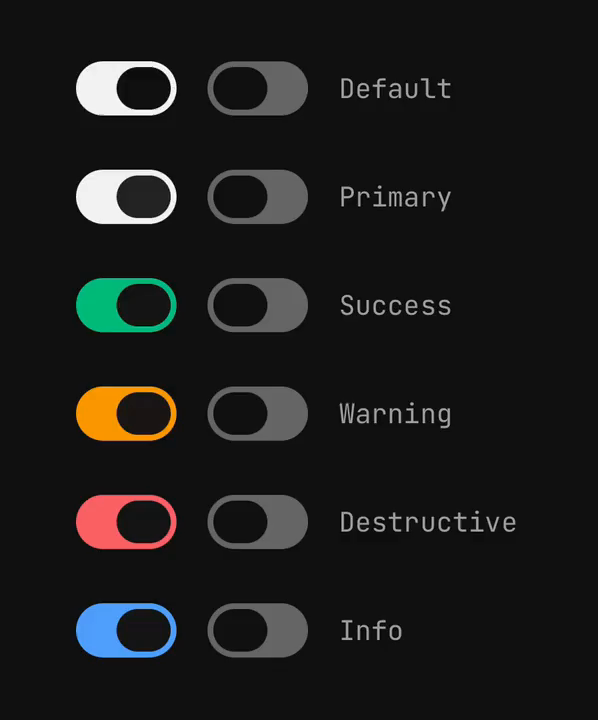 Default
Primary
Success
Warning
Destructive
Info